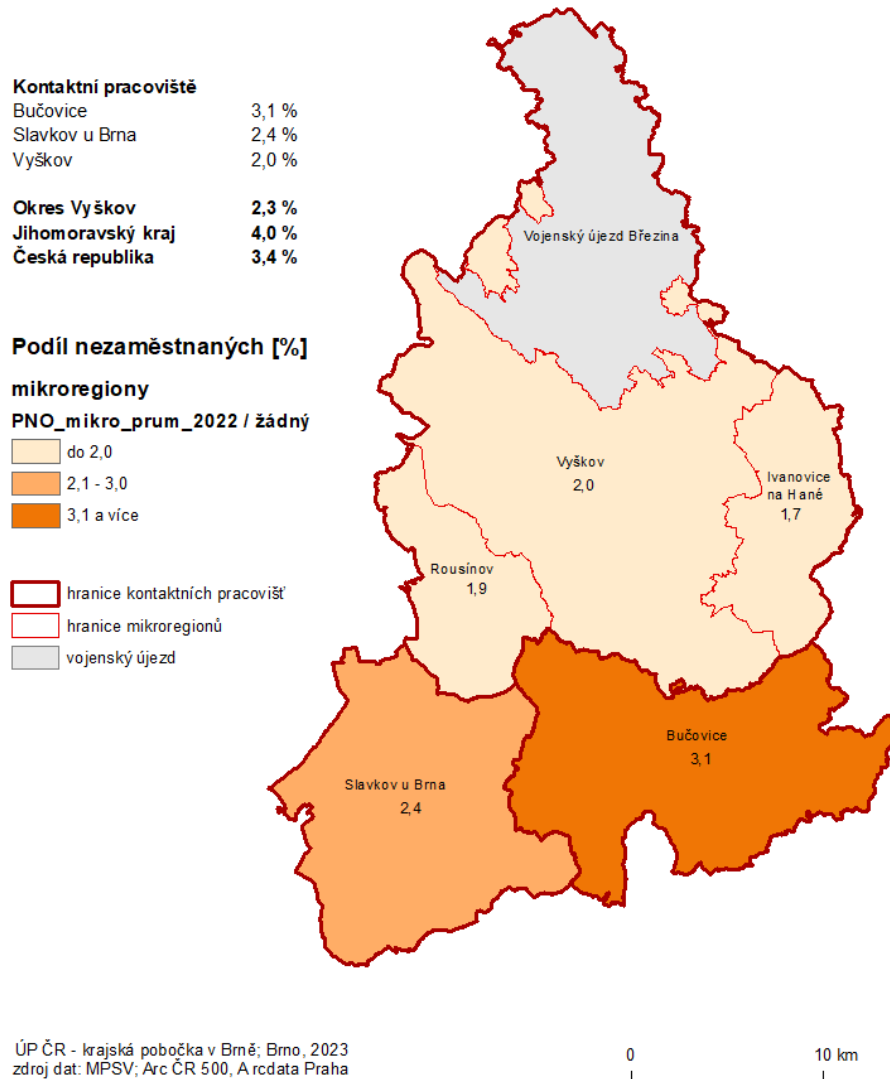 Kontaktní pracoviště
Bučovice 3,1 %
Slavkov u Brna 2,4 %
Vyškov 2,0 %
Okres Vyškov 2,3 %
Jihomoravský kraj 4,0 %
Česká republika 3,4 %
Podíl nezaměstnaných [%]
mikroregiony
PNO_mikro_prum_2022 / žádný
do 2,0
2,1 - 3,0
3,1 a více
hranice kontaktních pracovišť
hranice mikroregionů
vojenský újezd
Vojenský újezd Březina
Vyškov
2,0
Ivanovice
na Hané
1,7
Rousínov
1,9
Bučovice
3,1
Slavkov u Brna
2,4
ÚP ČR - krajská pobočka v Brně; Brno, 2023
zdroj dat: MPSV; Arc ČR 500, Arcdata Praha
0 10 km